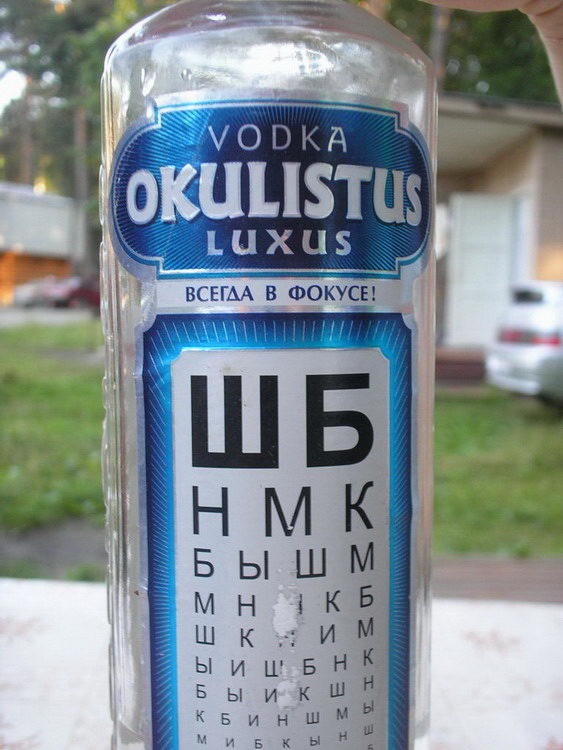 VODKA
OKULISTUS
LUXUS
ВСЕГДА В ФОКУСЕ!
Ш Б
Н М К
Б Ы Ш М
М Н К Б
Ш К И М
Ы И Ш Б Н К
Б Ы И К Ш Н
К Б И Н Ш М Ы
М И Б К Ы Н Ш